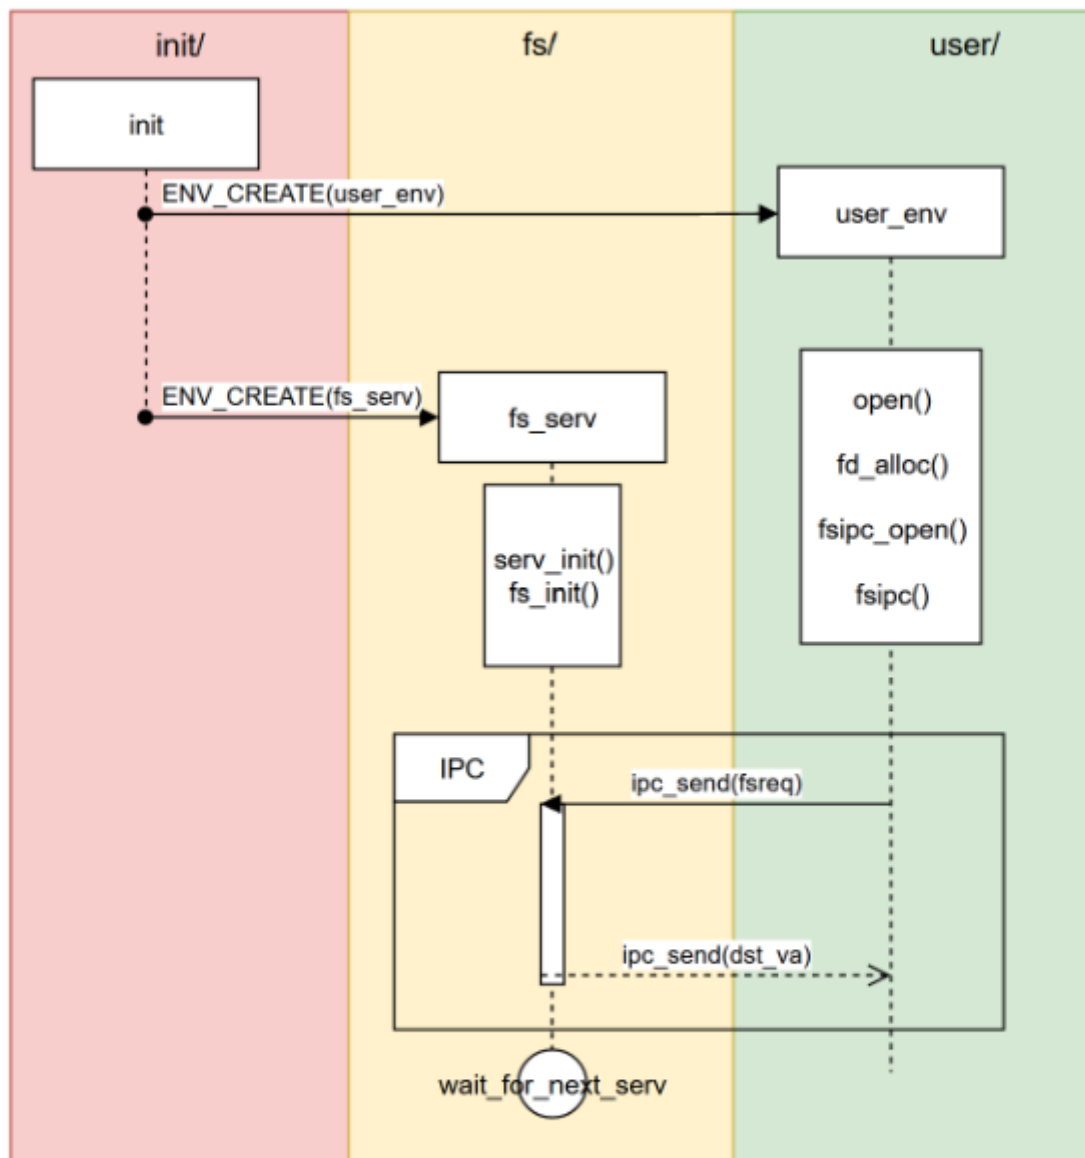 init/
fs/
user/
init
ENV_CREATE(user_env)
user_env
ENV_CREATE(fs_serv)
fs_serv
open()
fd_alloc()
fsipc_open()
fsipc()
serv_init()
fs_init()
IPC
ipc_send(fsreq)
ipc_send(dst_va)
wait_for_next_serv